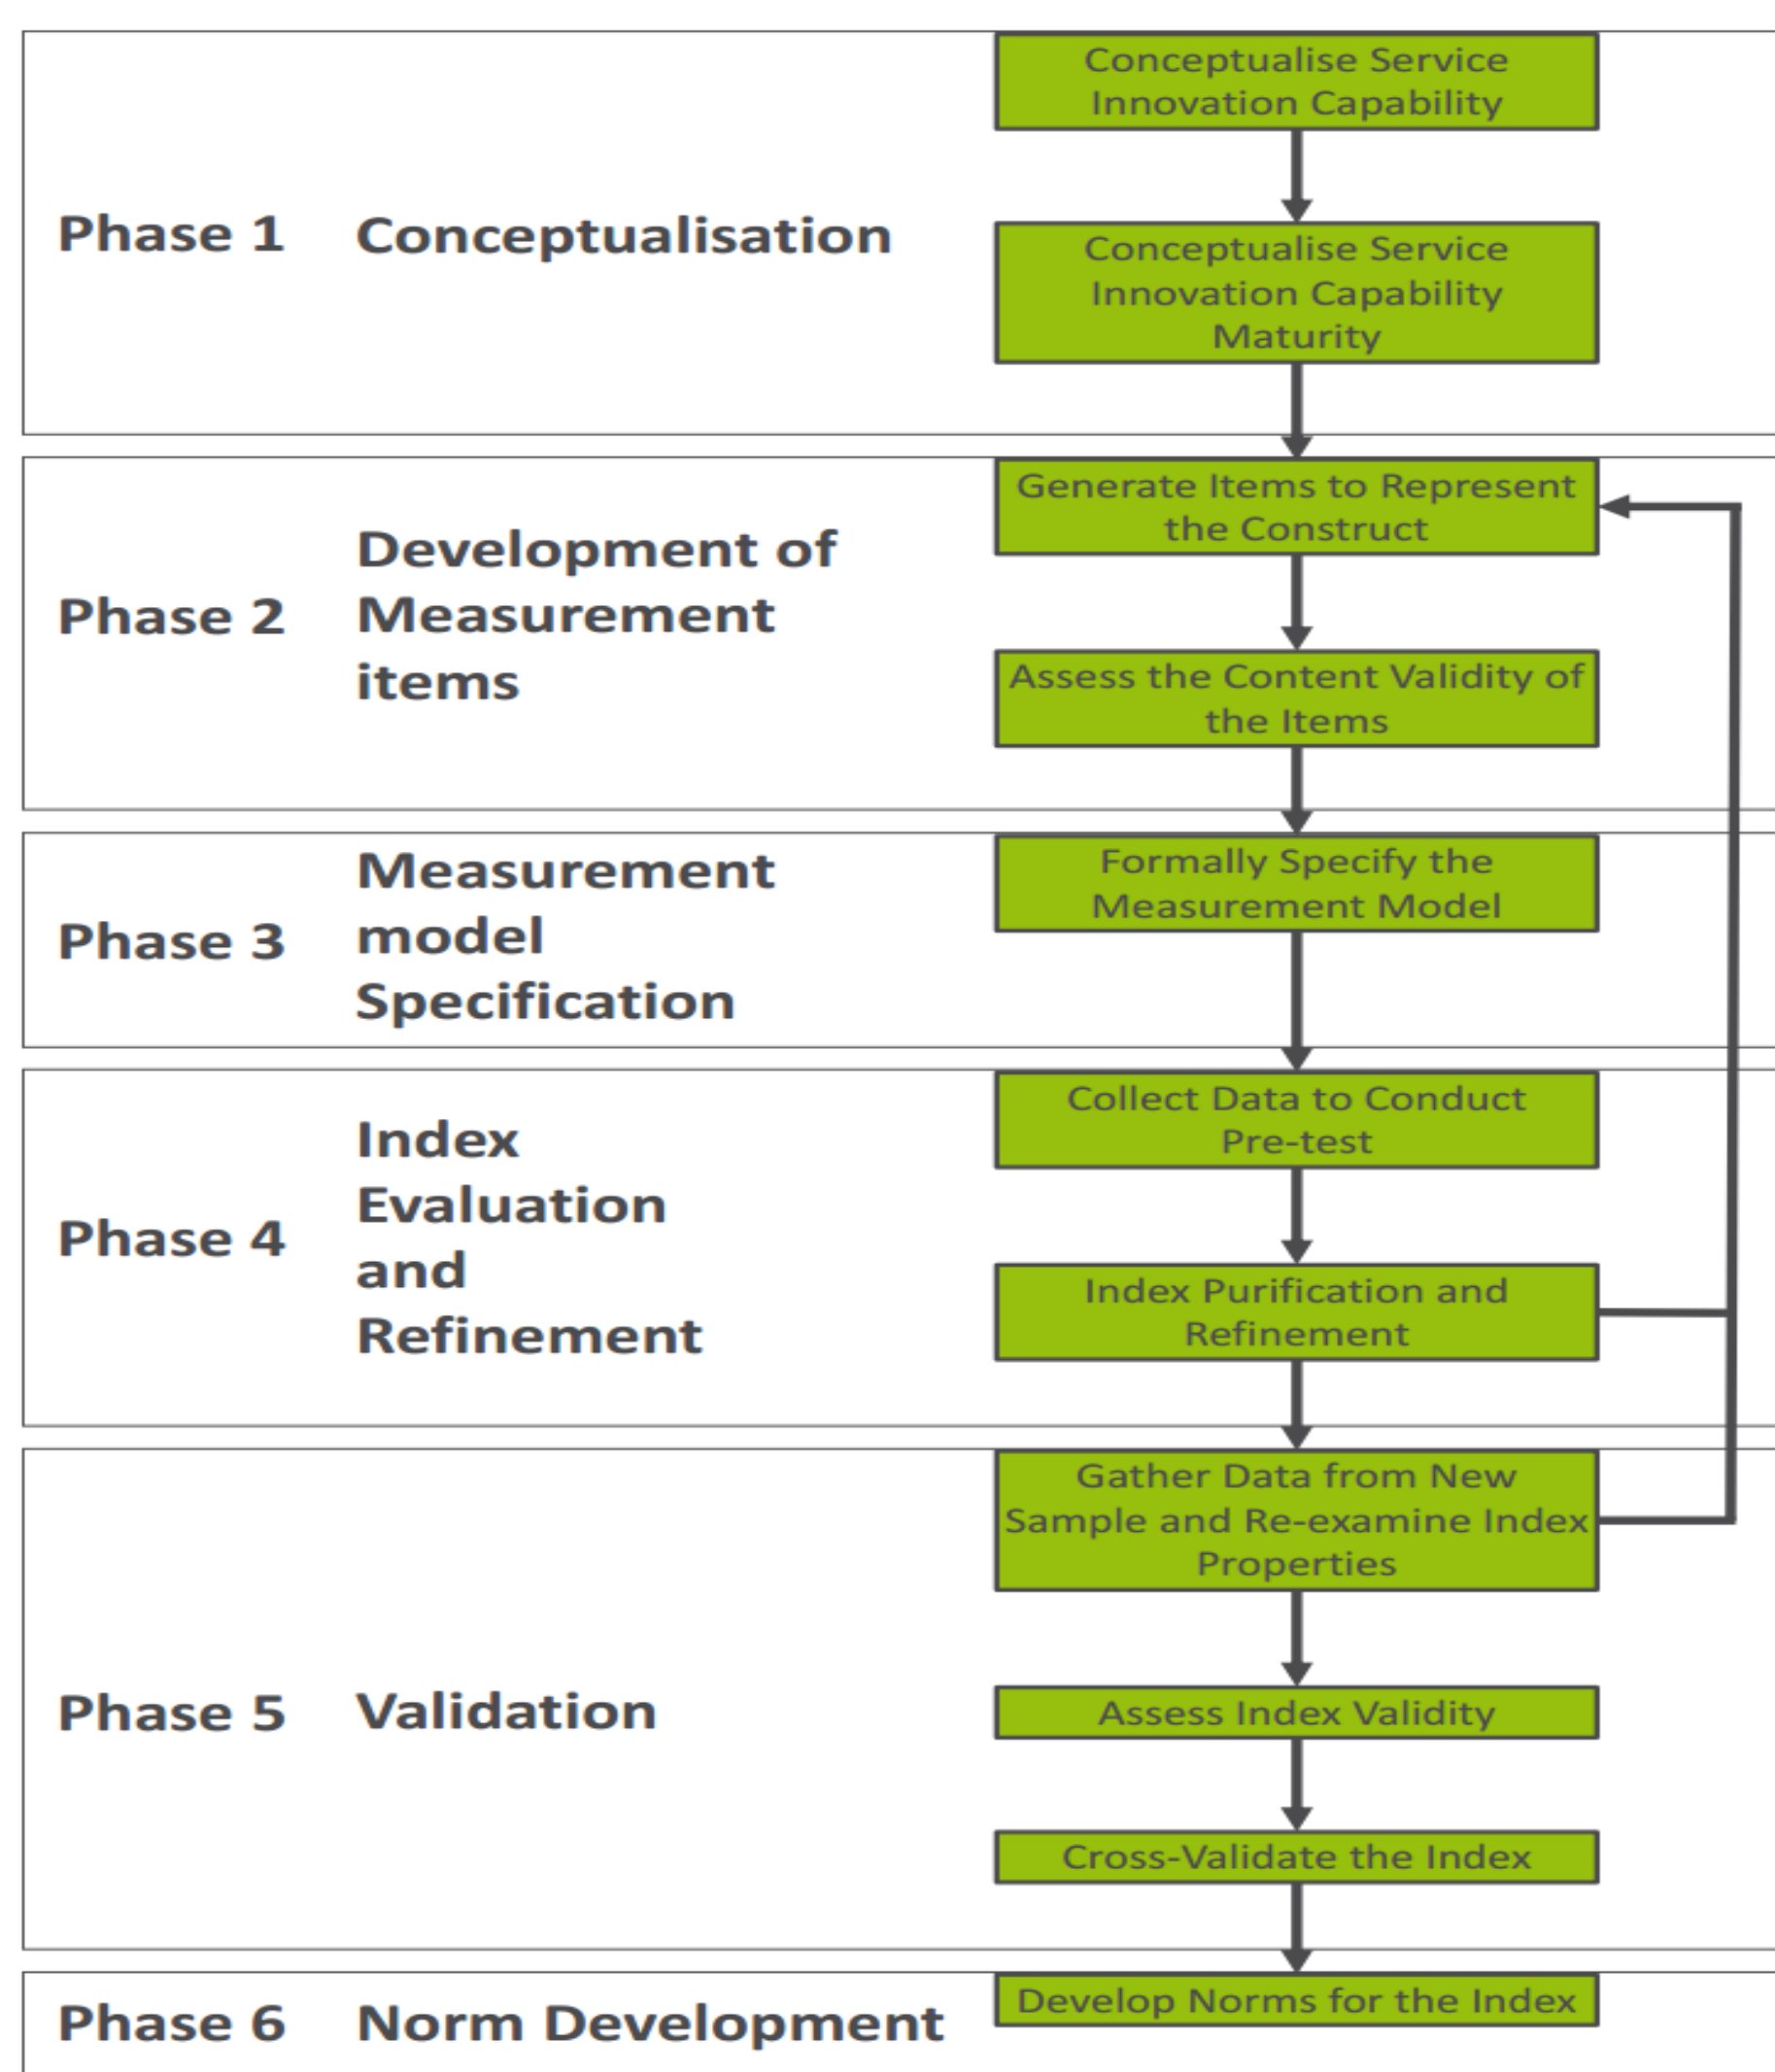 Conceptualise Service
Innovation Capability
Phase 1
Conceptualisation
Conceptualise Service
Innovation Capability
Maturity
Generate Items to Represent
the Construct
Phase 2
Development of
Measurement
items
Assess the Content Validity of
the Items
Phase 3
Measurement
model
Specification
Formally Specify the
Measurement Model
Phase 4
Index
Evaluation
and
Refinement
Collect Data to Conduct
Pre-test
Index Purification and
Refinement
Gather Data from New
Sample and Re-examine Index
Properties
Phase 5
Validation
Assess Index Validity
Cross-Validate the Index
Phase 6
Norm Development
Develop Norms for the Index